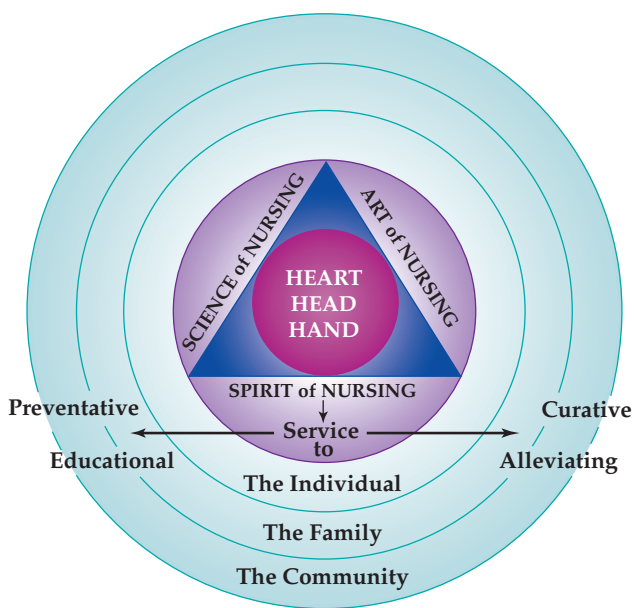 SCIENCE of NURSING
ART of NURSING
HEART
HEAD
HAND
SPIRIT of NURSING
Preventative
Curative
Service
to
Educational
Alleviating
The Individual
The Family
The Community